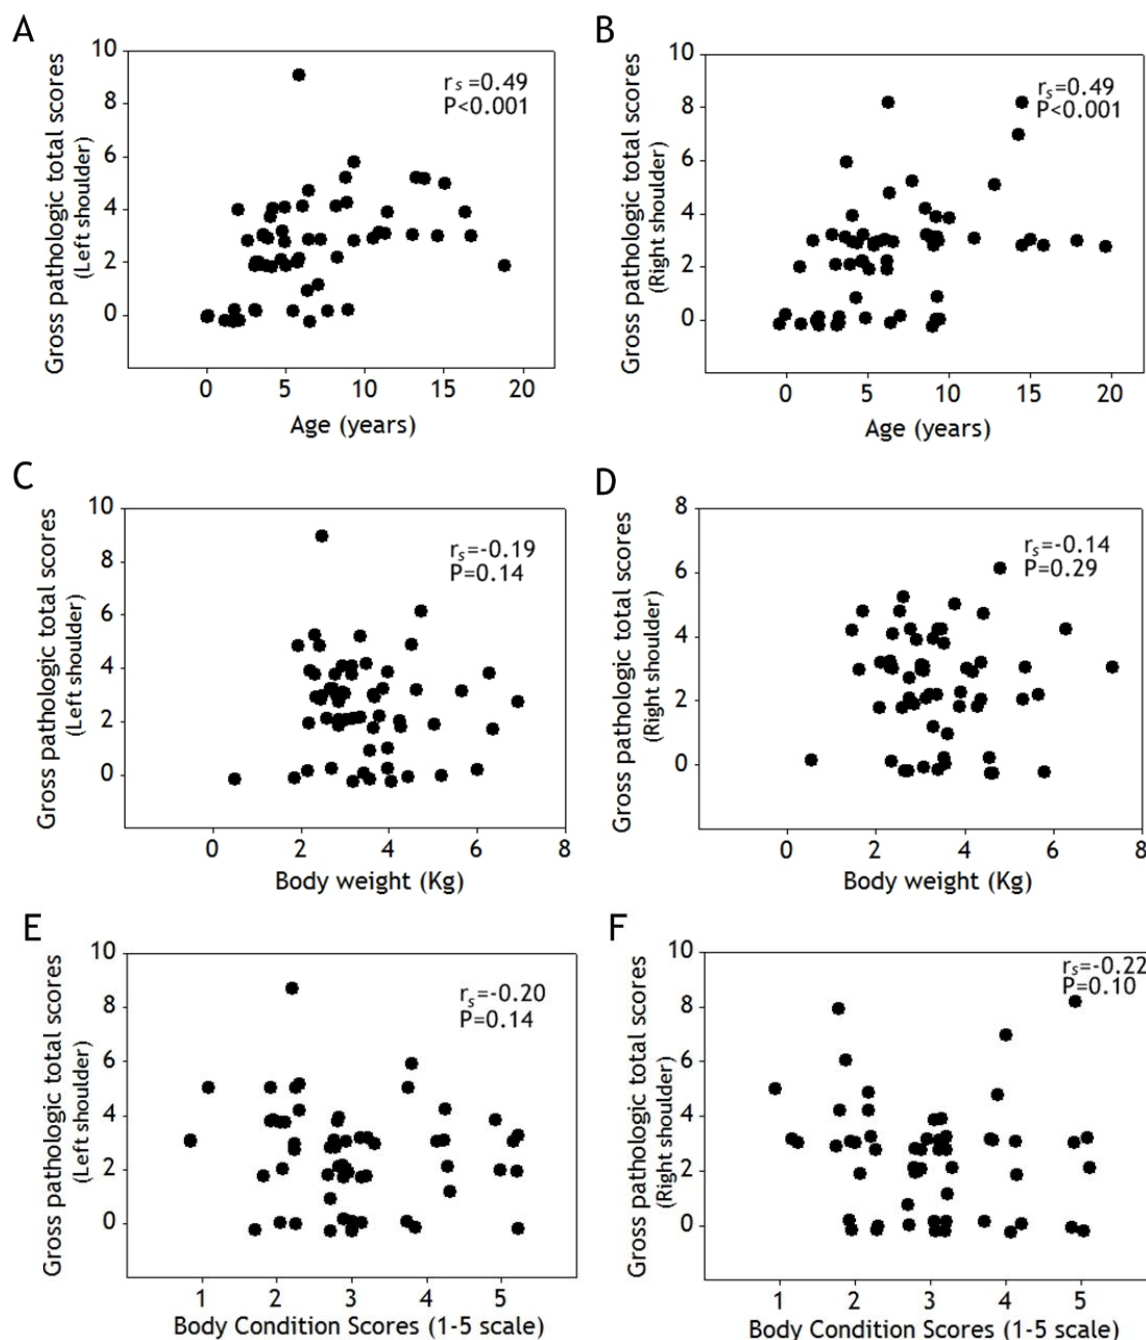 A
Gross pathologic total scores
(Left shoulder)
10
8
6
4
2
0
r_s =0.49
P<0.001
0 5 10 15 20
Age (years)
B
Gross pathologic total scores
(Right shoulder)
10
8
6
4
2
0
r_s=0.49
P<0.001
0 5 10 15 20
Age (years)
C
Gross pathologic total scores
(Left shoulder)
10
8
6
4
2
0
r_s=-0.19
P=0.14
0 2 4 6 8
Body weight (Kg)
D
Gross pathologic total scores
(Right shoulder)
8
6
4
2
0
r_s=-0.14
P=0.29
0 2 4 6 8
Body weight (Kg)
E
Gross pathologic total scores
(Left shoulder)
10
8
6
4
2
0
r_s=-0.20
P=0.14
1 2 3 4 5
Body Condition Scores (1-5 scale)
F
Gross pathologic total scores
(Right shoulder)
10
8
6
4
2
0
r_s=-0.22
P=0.10
1 2 3 4 5
Body Condition Scores (1-5 scale)